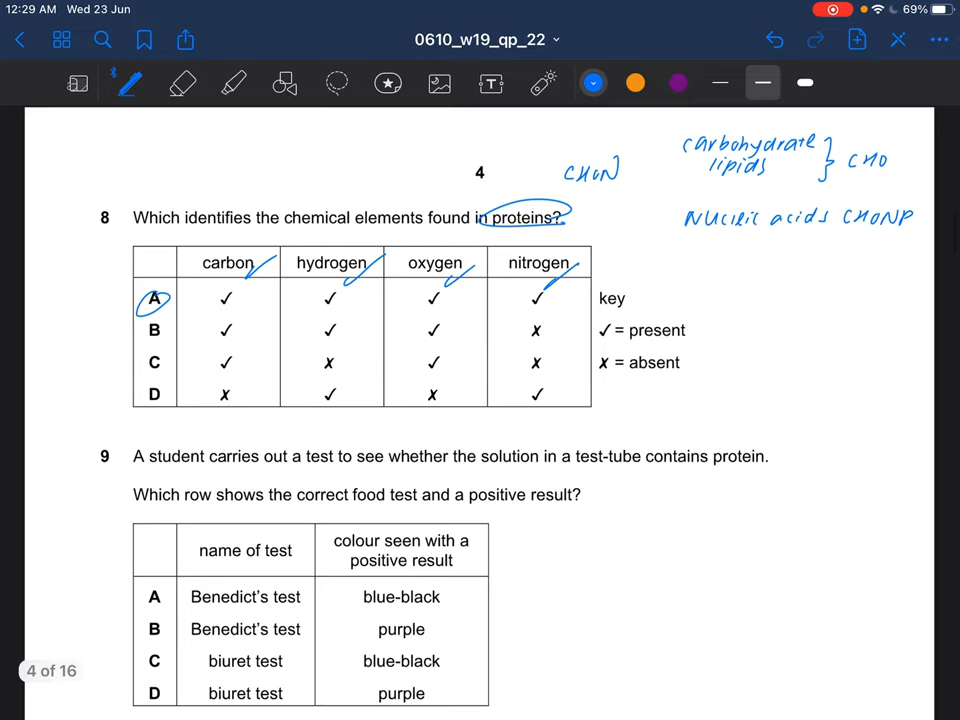 12:29 AM Wed 23 Jun
69%
0610_w19_qp_22
T
4
CHON
carbohydrate
lipids
CHO
8 Which identifies the chemical elements found in proteins?
Nucleic acids CHONP
carbon hydrogen oxygen nitrogen
A ✓ ✓ ✓ ✓ key
B ✓ ✓ ✓ ✗ ✓ = present
C ✓ ✗ ✓ ✗ ✗ = absent
D ✗ ✓ ✗ ✓
9 A student carries out a test to see whether the solution in a test-tube contains protein.
Which row shows the correct food test and a positive result?
name of test colour seen with a positive result
A Benedict's test blue-black
B Benedict's test purple
C biuret test blue-black
D biuret test purple
4 of 16